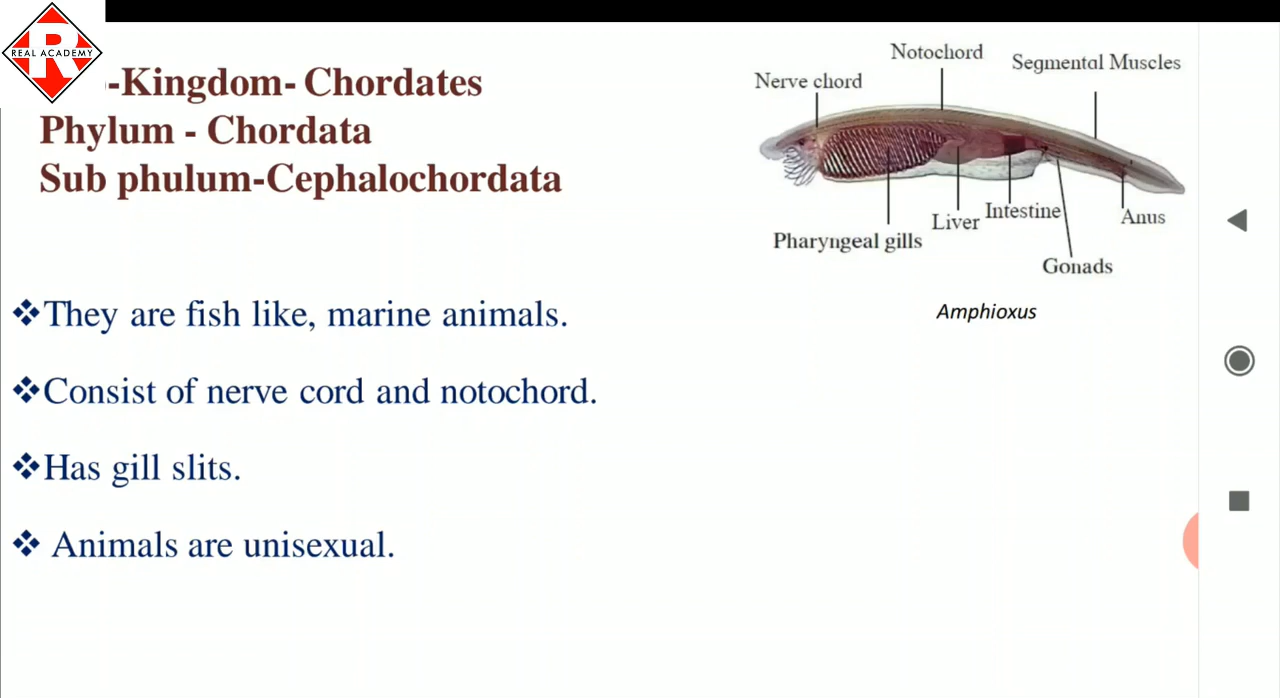 REAL ACADEMY
-Kingdom- Chordates
Phylum - Chordata
Sub phulum-Cephalochordata
Nerve chord
Notochord
Segmental Muscles
Pharyngeal gills
Liver
Intestine
Gonads
Anus
Amphioxus
❖They are fish like, marine animals.
❖Consist of nerve cord and notochord.
❖Has gill slits.
❖ Animals are unisexual.